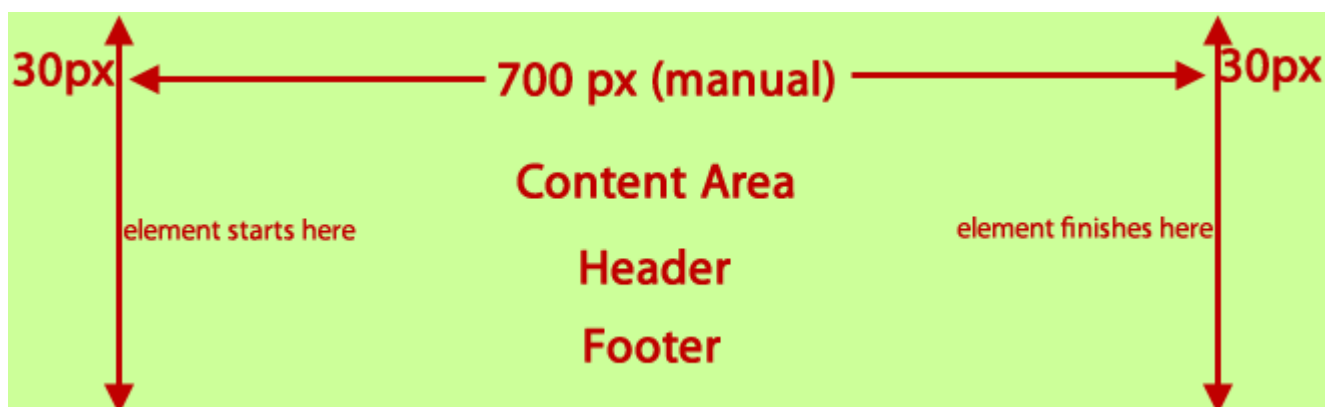 30px 700 px (manual) 30px
Content Area
element starts here element finishes here
Header
Footer